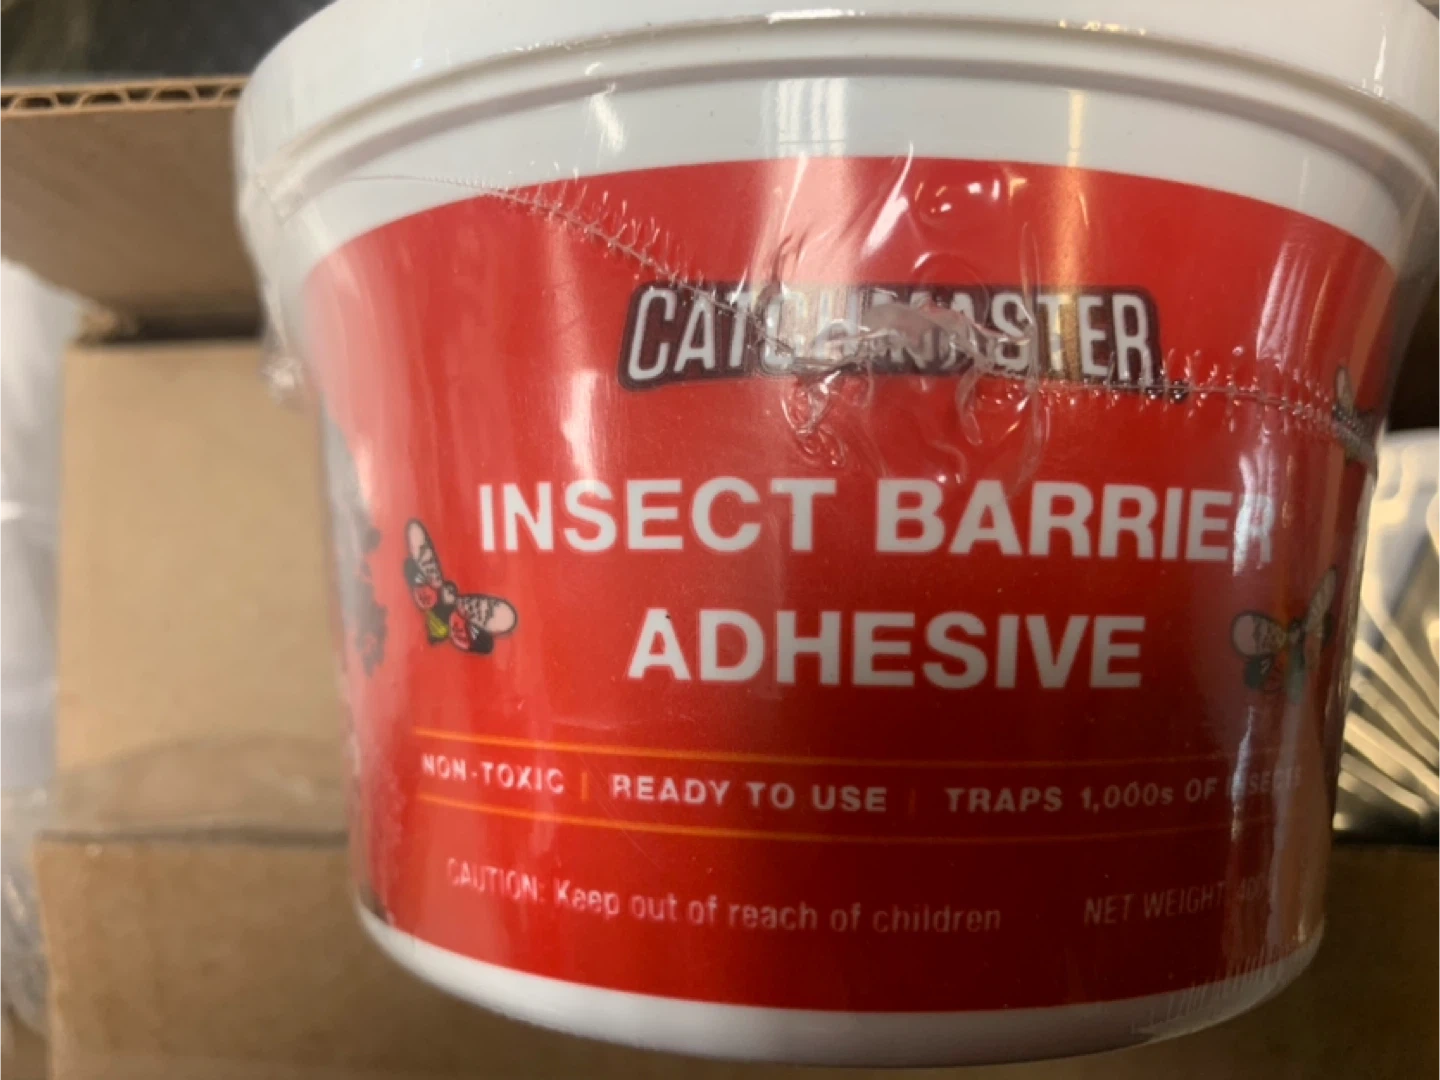 CATCHMASTER
INSECT BARRIER
ADHESIVE
NON-TOXIC | READY TO USE | TRAPS 1,000s OF INSECTS
CAUTION: Keep out of reach of children
NET WEIGHT